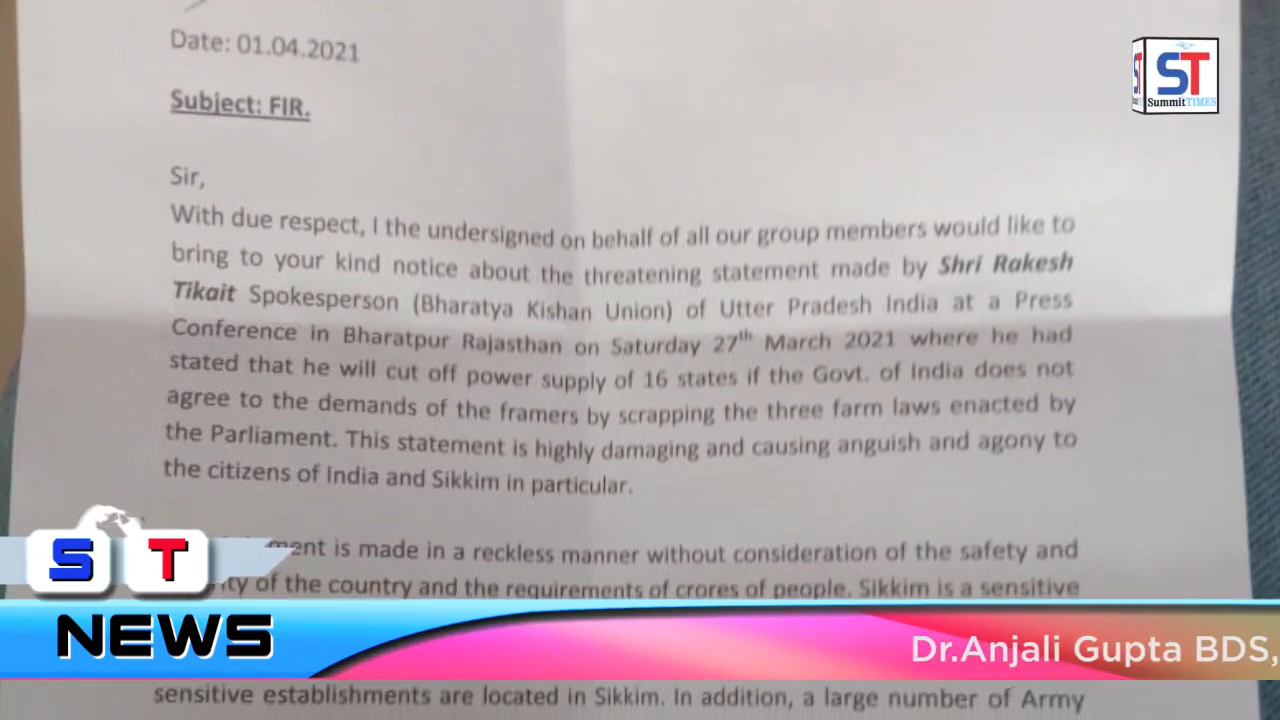 Date: 01.04.2021
ST
SummitTIMES
Subject: FIR.
Sir,
With due respect, I the undersigned on behalf of all our group members would like to
bring to your kind notice about the threatening statement made by Shri Rakesh
Tikait Spokesperson (Bharatya Kishan Union) of Utter Pradesh India at a Press
Conference in Bharatpur Rajasthan on Saturday 27th March 2021 where he had
stated that he will cut off power supply of 16 states if the Govt. of India does not
agree to the demands of the framers by scrapping the three farm laws enacted by
the Parliament. This statement is highly damaging and causing anguish and agony to
the citizens of India and Sikkim in particular.
is made in a reckless manner without consideration of the safety and
of the country and the requirements of crores of people. Sikkim is a sensitive
S T
NEWS
Dr.Anjali Gupta BDS,
sensitive establishments are located in Sikkim. In addition, a large number of Army